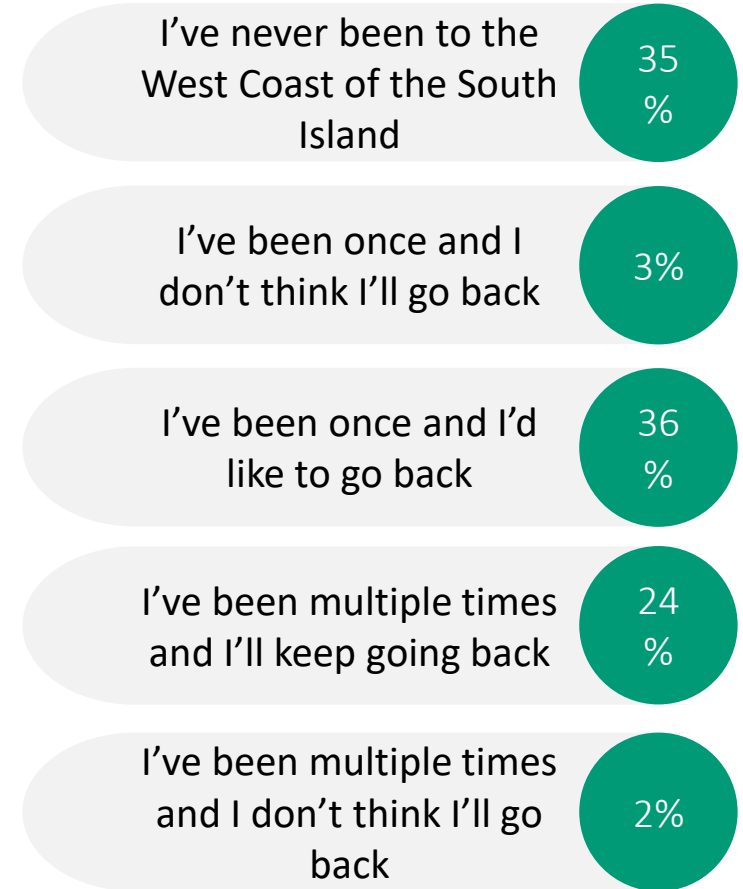 I’ve never been to the
West Coast of the South
Island
35
%
I’ve been once and I
don’t think I’ll go back
3%
I’ve been once and I’d
like to go back
36
%
I’ve been multiple times
and I’ll keep going back
24
%
I’ve been multiple times
and I don’t think I’ll go
back
2%